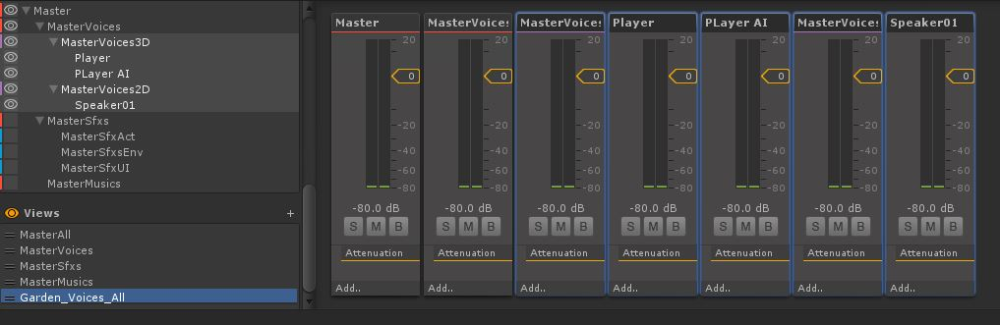 Master
MasterVoices
MasterVoices3D
Player
PLayer AI
MasterVoices2D
Speaker01
MasterSfxs
MasterSfxAct
MasterSfxsEnv
MasterSfxUI
MasterMusics
Views +
MasterAll
MasterVoices
MasterSfxs
MasterMusics
Garden_Voices_All
Master MasterVoices MasterVoices Player PLayer AI MasterVoices Speaker01
20 20 20 20 20 20 20
0 0 0 0 0 0 0
-20 -20 -20 -20 -20 -20 -20
-40 -40 -40 -40 -40 -40 -40
-60 -60 -60 -60 -60 -60 -60
-80 -80 -80 -80 -80 -80 -80
-80.0 dB -80.0 dB -80.0 dB -80.0 dB -80.0 dB -80.0 dB -80.0 dB
S M B S M B S M B S M B S M B S M B S M B
Attenuation Attenuation Attenuation Attenuation Attenuation Attenuation Attenuation
Add.. Add.. Add.. Add.. Add.. Add.. Add..